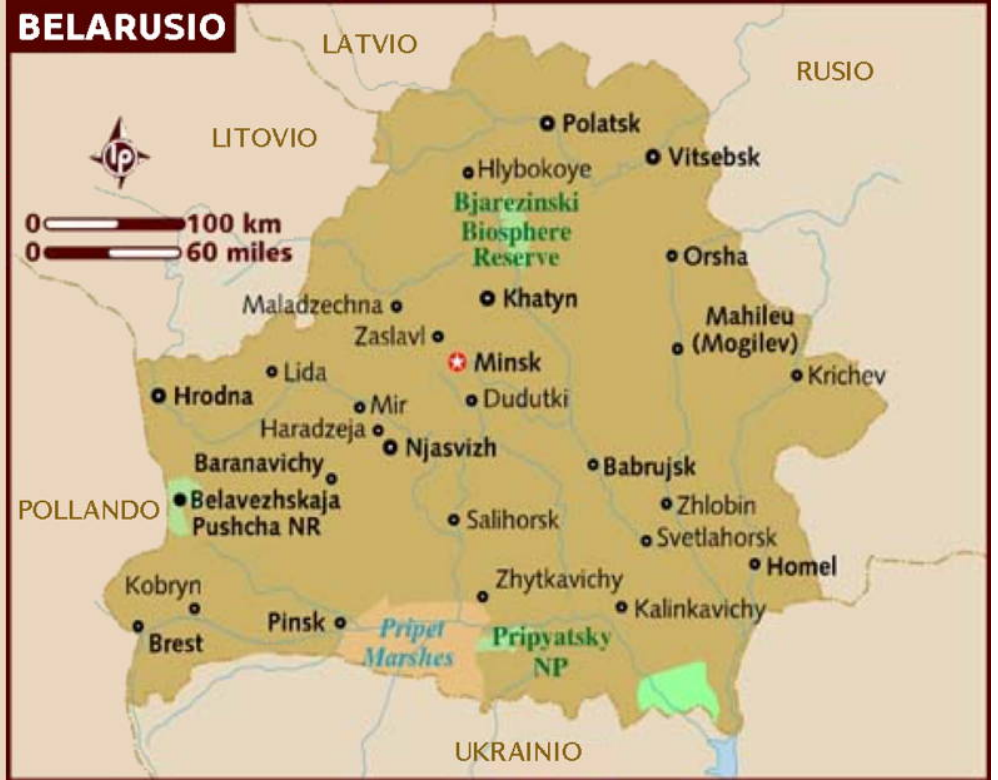 BELARUSIO
LATVIO
RUSIO
LITOVIO
Polatsk
Vitsebsk
Hlybokoye
lp
Bjarezinski
Biosphere
Reserve
0 100 km
0 60 miles
Orsha
Maladzechna
Khatyn
Zaslavl
Mahileu
(Mogilev)
Minsk
Lida
Krichev
Hrodna
Mir
Dudutki
Haradzeja
Njasvizh
Baranavichy
Babrujsk
POLLANDO
Belavezhskaja
Pushcha NR
Zhlobin
Salihorsk
Svetlahorsk
Homel
Kobryn
Zhytkavichy
Kalinkavichy
Brest
Pinsk
Pripet
Marshes
Pripyatsky
NP
UKRAINIO